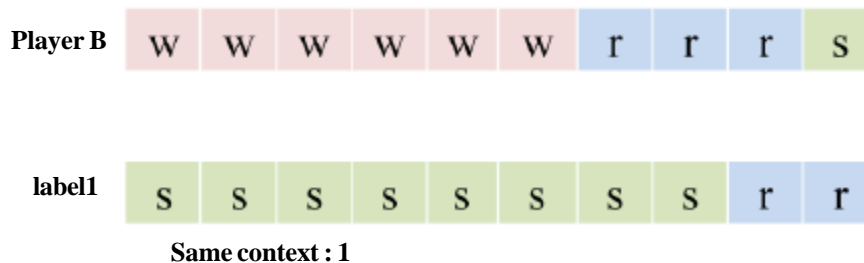 Player B w w w w w w r r r s
label1 s s s s s s s s r r
Same context : 1